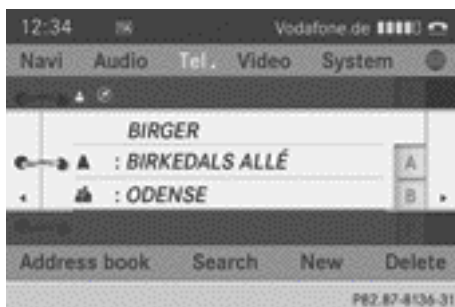 12:34 Vodafone.de
Navi Audio Tel. Video System
BIRGER
: BIRKEDALS ALLÉ A
: ODENSE B
Address book Search New Delete
P82.87-8136-31